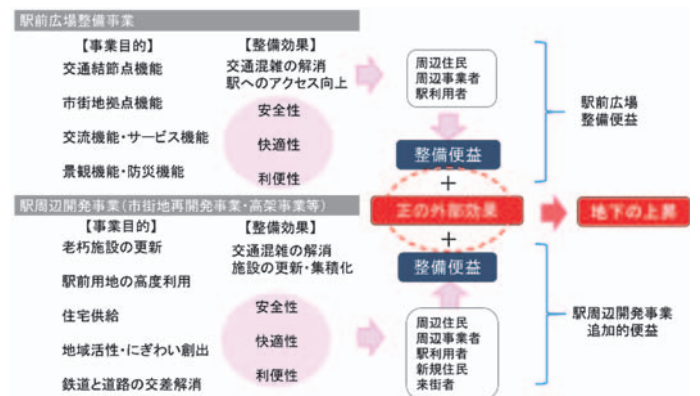 駅前広場整備事業
【事業目的】
交通結節点機能
市街地拠点機能
交流機能・サービス機能
景観機能・防災機能
【整備効果】
交通混雑の解消
駅へのアクセス向上
安全性
快適性
利便性
周辺住民
周辺事業者
駅利用者
整備便益
駅前広場
整備便益
+
正の外部効果
地下の上昇
+
駅周辺開発事業(市街地再開発事業・高架事業等)
【事業目的】
老朽施設の更新
駅前用地の高度利用
住宅供給
地域活性・にぎわい創出
鉄道と道路の交差解消
【整備効果】
交通混雑の解消
施設の更新・集積化
安全性
快適性
利便性
整備便益
周辺住民
周辺事業者
駅利用者
新規住民
来街者
駅周辺開発事業
追加的便益